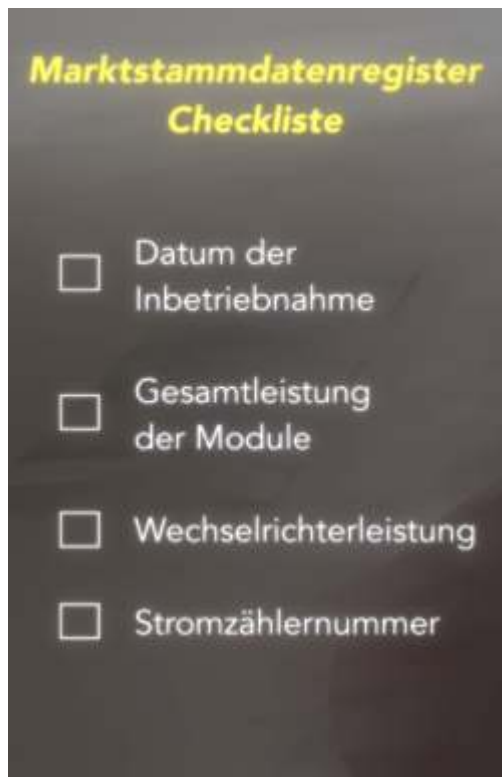 Marktstammdatenregister
Checkliste
Datum der
Inbetriebnahme
Gesamtleistung
der Module
Wechselrichterleistung
Stromzählernummer